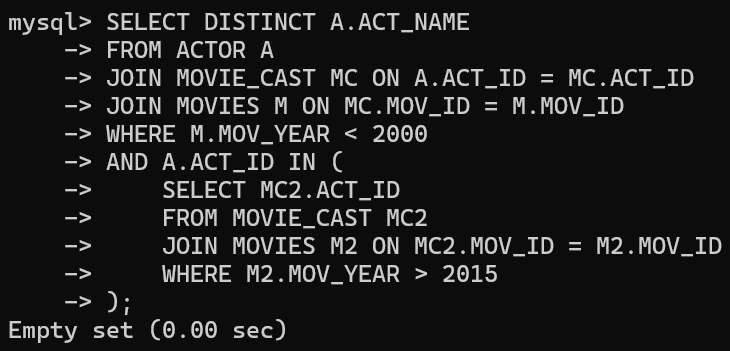 mysql> SELECT DISTINCT A.ACT_NAME
    -> FROM ACTOR A
    -> JOIN MOVIE_CAST MC ON A.ACT_ID = MC.ACT_ID
    -> JOIN MOVIES M ON MC.MOV_ID = M.MOV_ID
    -> WHERE M.MOV_YEAR < 2000
    -> AND A.ACT_ID IN (
    ->     SELECT MC2.ACT_ID
    ->     FROM MOVIE_CAST MC2
    ->     JOIN MOVIES M2 ON MC2.MOV_ID = M2.MOV_ID
    ->     WHERE M2.MOV_YEAR > 2015
    -> );
Empty set (0.00 sec)